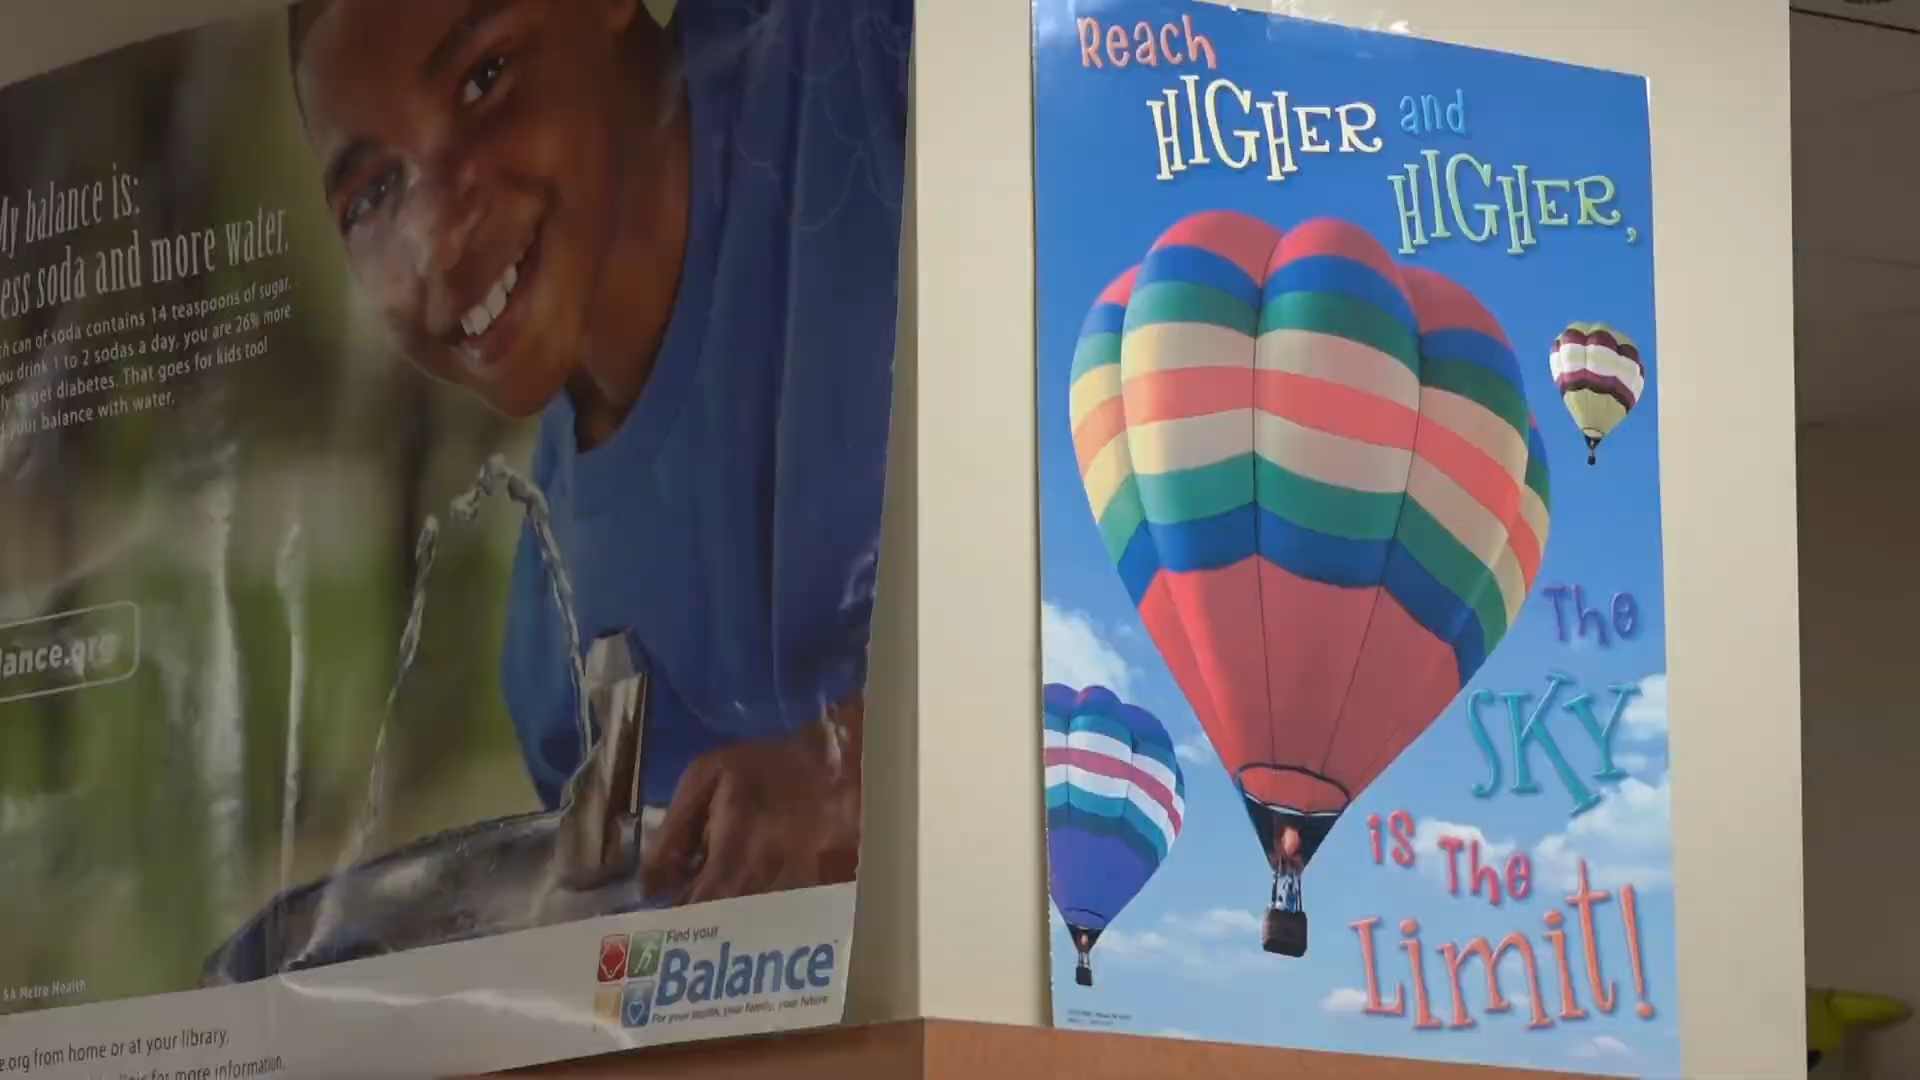 My balance is:
less soda and more water.
can of soda contains 14 teaspoons of sugar.
you drink 1 to 2 sodas a day, you are 26% more
get diabetes. That goes for kids too!
your balance with water.
lance.org
SA Metro Health
Find your
Balance
For your health, your family, your future
e.org from home or at your library,
for more information.
Reach
HIGHER and
HIGHER,
The
SKY
is The
Limit!